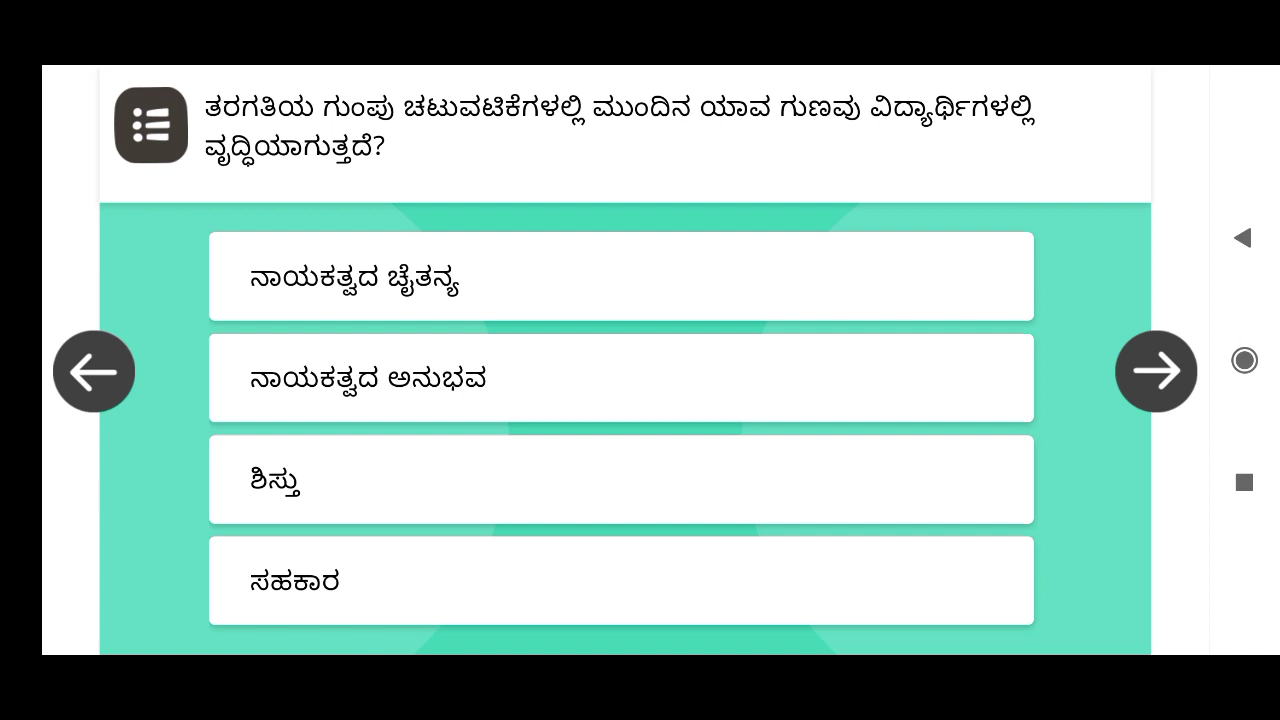 ತರಗತಿಯ ಗುಂಪು ಚಟುವಟಿಕೆಗಳಲ್ಲಿ ಮುಂದಿನ ಯಾವ ಗುಣವು ವಿದ್ಯಾರ್ಥಿಗಳಲ್ಲಿ
ವೃದ್ಧಿಯಾಗುತ್ತದೆ?
ನಾಯಕತ್ವದ ಚೈತನ್ಯ
ನಾಯಕತ್ವದ ಅನುಭವ
ಶಿಸ್ತು
ಸಹಕಾರ